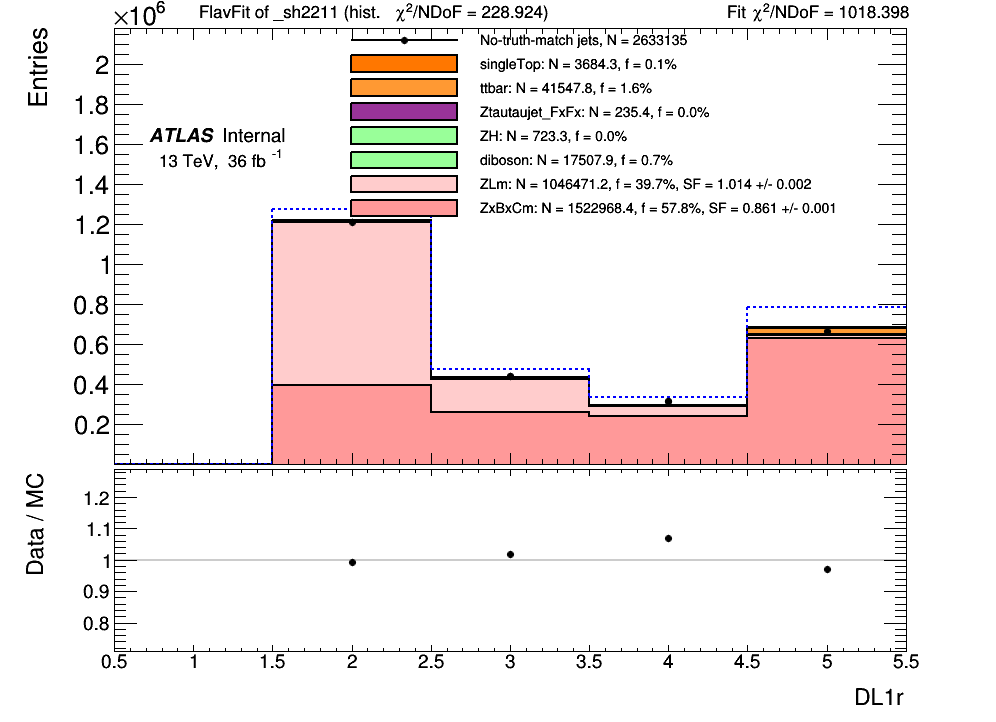 ×10⁶ FlavFit of _sh2211 (hist. χ²/NDoF = 228.924) Fit χ²/NDoF = 1018.398
Entries
No-truth-match jets, N = 2633135
singleTop: N = 3684.3, f = 0.1%
ttbar: N = 41547.8, f = 1.6%
Ztautaujet_FxFx: N = 235.4, f = 0.0%
ZH: N = 723.3, f = 0.0%
diboson: N = 17507.9, f = 0.7%
ZLm: N = 1046471.2, f = 39.7%, SF = 1.014 +/- 0.002
ZxBxCm: N = 1522968.4, f = 57.8%, SF = 0.861 +/- 0.001
ATLAS Internal
13 TeV, 36 fb⁻¹
2
1.8
1.6
1.4
1.2
1
0.8
0.6
0.4
0.2
Data / MC
1.2
1.1
1
0.9
0.8
0.5 1 1.5 2 2.5 3 3.5 4 4.5 5 5.5
DL1r